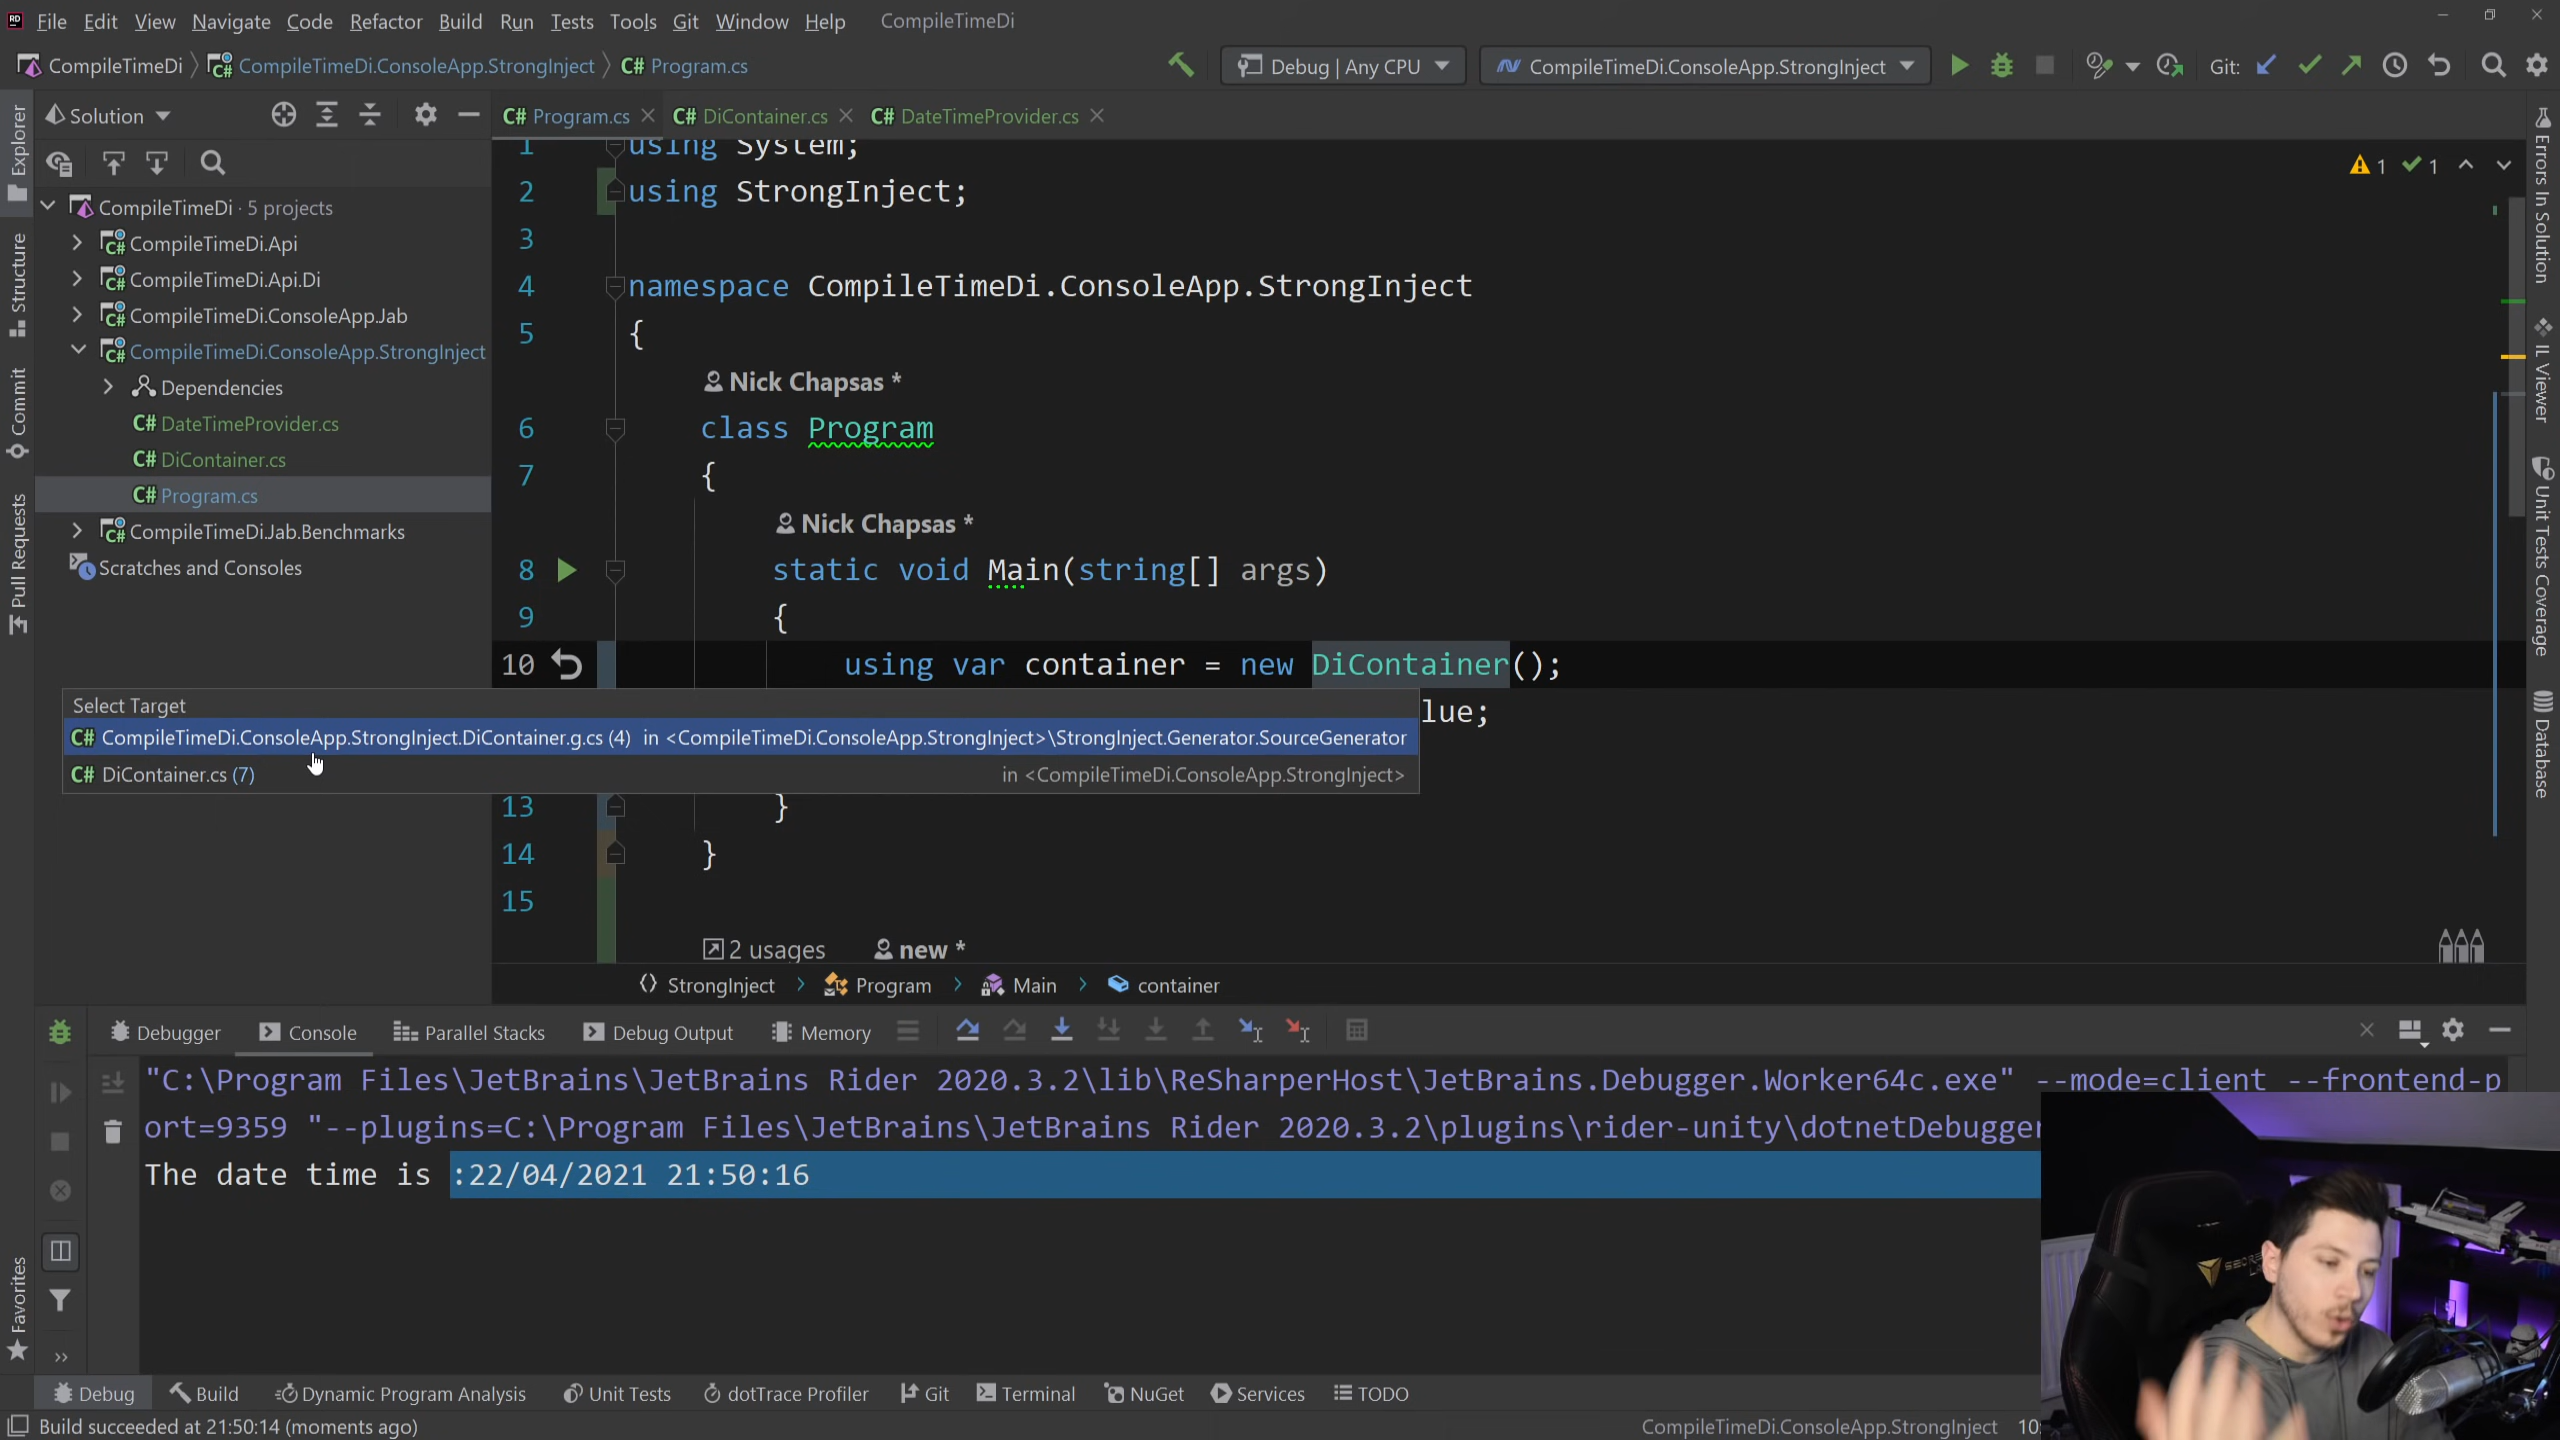 File Edit View Navigate Code Refactor Build Run Tests Tools Git Window Help CompileTimeDi
CompileTimeDi CompileTimeDi.ConsoleApp.StrongInject C# Program.cs
Debug | Any CPU
CompileTimeDi.ConsoleApp.StrongInject
Git:
Solution
C# Program.cs
C# DiContainer.cs
C# DateTimeProvider.cs
CompileTimeDi · 5 projects
CompileTimeDi.Api
CompileTimeDi.Api.Di
CompileTimeDi.ConsoleApp.Jab
CompileTimeDi.ConsoleApp.StrongInject
Dependencies
C# DateTimeProvider.cs
C# DiContainer.cs
C# Program.cs
CompileTimeDi.Jab.Benchmarks
Scratches and Consoles
Explorer
Structure
Commit
Pull Requests
Favorites
1 using System;
2 using StrongInject;
3
4 namespace CompileTimeDi.ConsoleApp.StrongInject
5 {
Nick Chapsas *
6 class Program
7 {
Nick Chapsas *
8 static void Main(string[] args)
9 {
10 using var container = new DiContainer();
lue;
Select Target
C# CompileTimeDi.ConsoleApp.StrongInject.DiContainer.g.cs (4) in <CompileTimeDi.ConsoleApp.StrongInject>\StrongInject.Generator.SourceGenerator
C# DiContainer.cs (7) in <CompileTimeDi.ConsoleApp.StrongInject>
13 }
14 }
15
2 usages new *
1 1
Errors In Solution
IL Viewer
Unit Tests Coverage
Database
StrongInject Program Main container
Debugger Console Parallel Stacks Debug Output Memory
"C:\Program Files\JetBrains\JetBrains Rider 2020.3.2\lib\ReSharperHost\JetBrains.Debugger.Worker64c.exe" --mode=client --frontend-p
ort=9359 "--plugins=C:\Program Files\JetBrains\JetBrains Rider 2020.3.2\plugins\rider-unity\dotnetDebugger
The date time is :22/04/2021 21:50:16
Debug Build Dynamic Program Analysis Unit Tests dotTrace Profiler Git Terminal NuGet Services TODO
Build succeeded at 21:50:14 (moments ago)
CompileTimeDi.ConsoleApp.StrongInject 10: